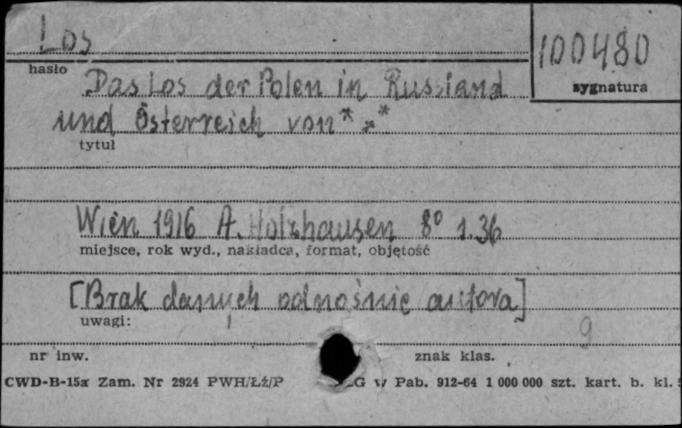 Los
100480
hasło
sygnatura
Das Los der Polen in Russland
und Österreich von ***
tytuł
Wien 1916 A. Holzhausen 8° s. 36
miejsce, rok wyd., nakładca, format, objętość
[Brak danych odnośnie autora]
uwagi:
9
nr inw.
znak klas.
CWD-B-15a Zam. Nr 2924 PWH/Łź/P G w Pab. 912-64 1 000 000 szt. kart. b. kl.